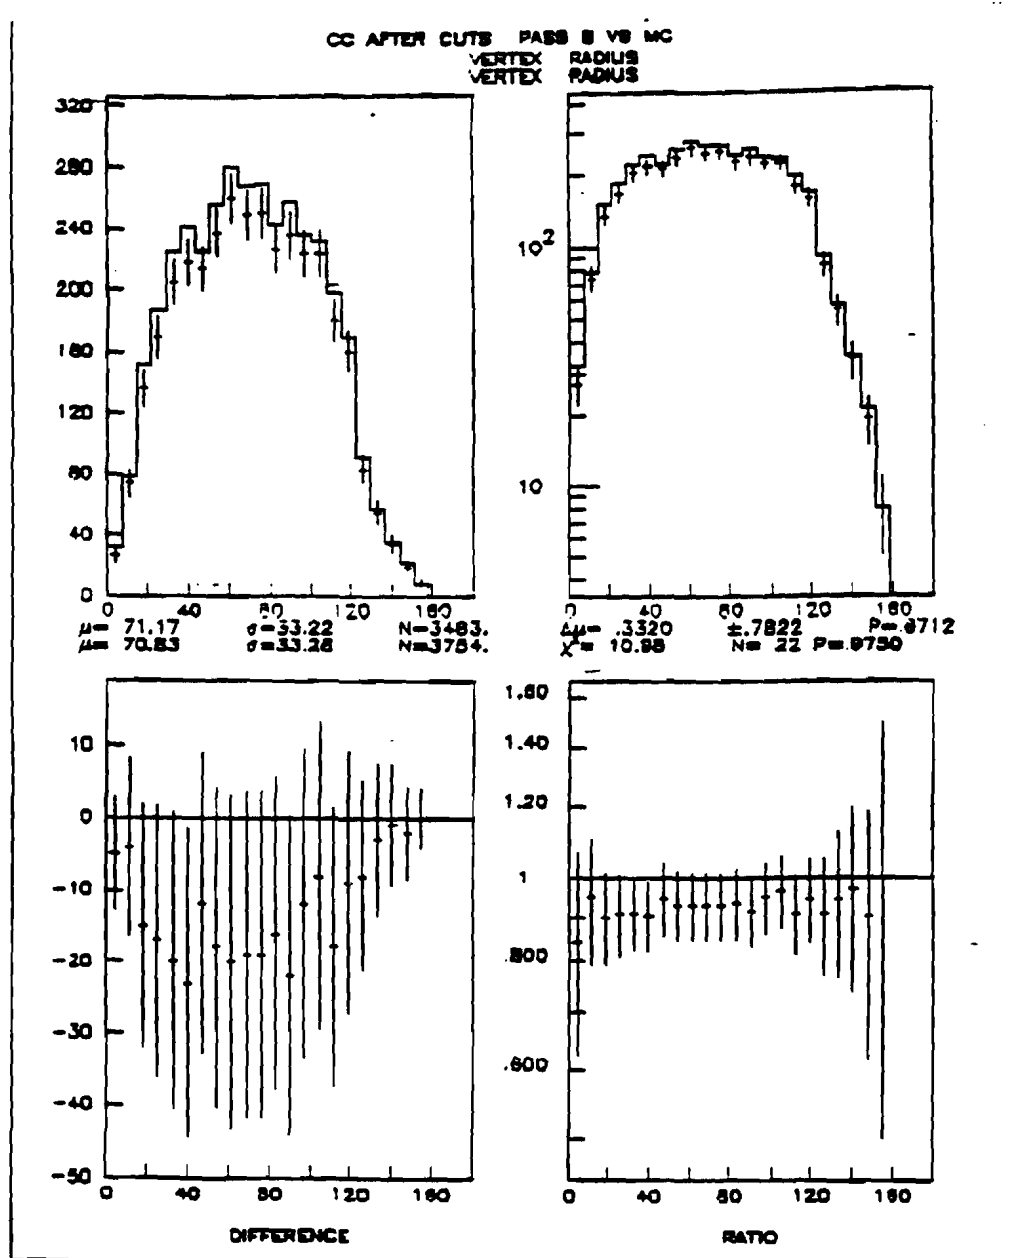 CC AFTER CUTS PASS B VS MC
VERTEX RADIUS
VERTEX RADIUS
320
280
240
200
160
120
80
40
0
0 40 80 120 160
μ= 71.17 σ=33.22 N=3483.
μ= 70.83 σ=33.26 N=3754.
10²
10
0 40 80 120 160
Δμ= .3320 ±.7822 P=.6712
χ²= 10.98 N= 22 P=.9750
10
0
-10
-20
-30
-40
-50
0 40 80 120 160
DIFFERENCE
1.60
1.40
1.20
1
.800
.600
0 40 80 120 160
RATIO